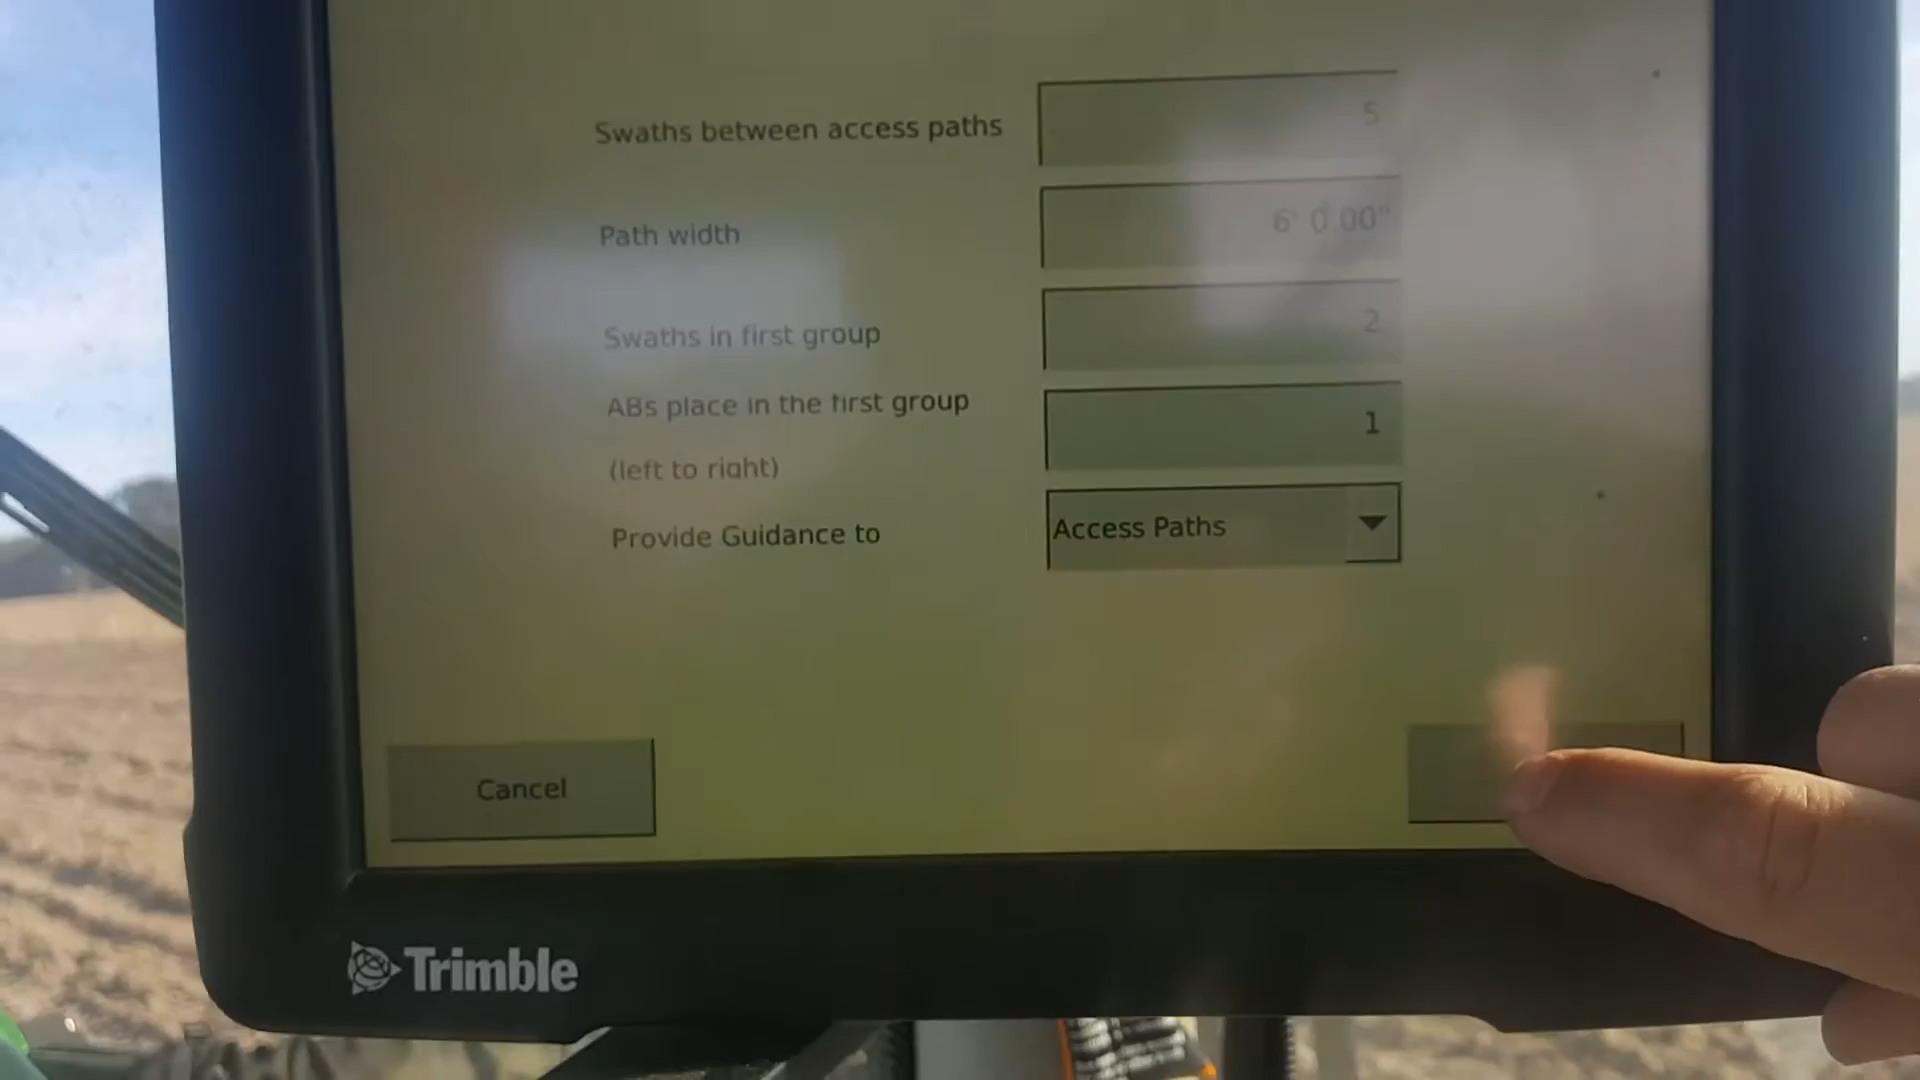 Swaths between access paths 5
Path width 6' 0.00"
Swaths in first group 2
ABs place in the first group 1
(left to right)
Provide Guidance to Access Paths
Cancel
Trimble